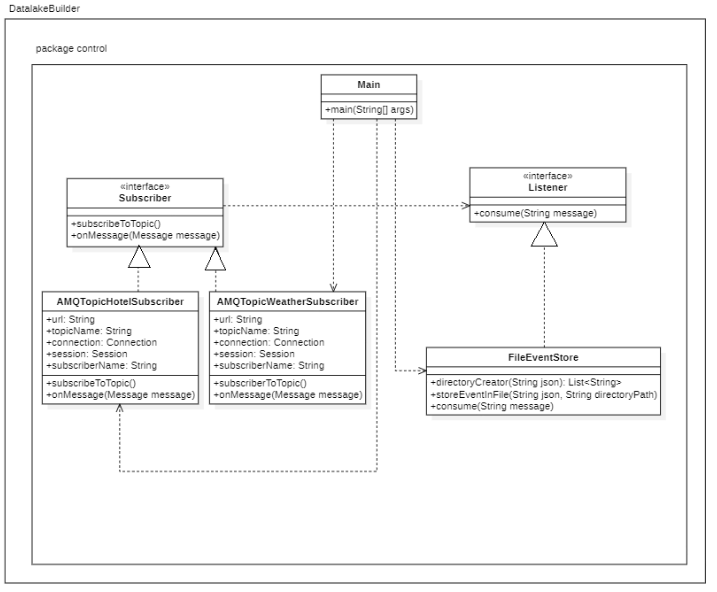 DatalakeBuilder
package control
Main
+main(String[] args)
«interface»
Subscriber
+subscribeToTopic()
+onMessage(Message message)
«interface»
Listener
+consume(String message)
AMQTopicHotelSubscriber
+url: String
+topicName: String
+connection: Connection
+session: Session
+subscriberName: String
+subscribeToTopic()
+onMessage(Message message)
AMQTopicWeatherSubscriber
+url: String
+topicName: String
+connection: Connection
+session: Session
+subscriberName: String
+subscriberToTopic()
+onMessage(Message message)
FileEventStore
+directoryCreator(String json): List<String>
+storeEventInFile(String json, String directoryPath)
+consume(String message)